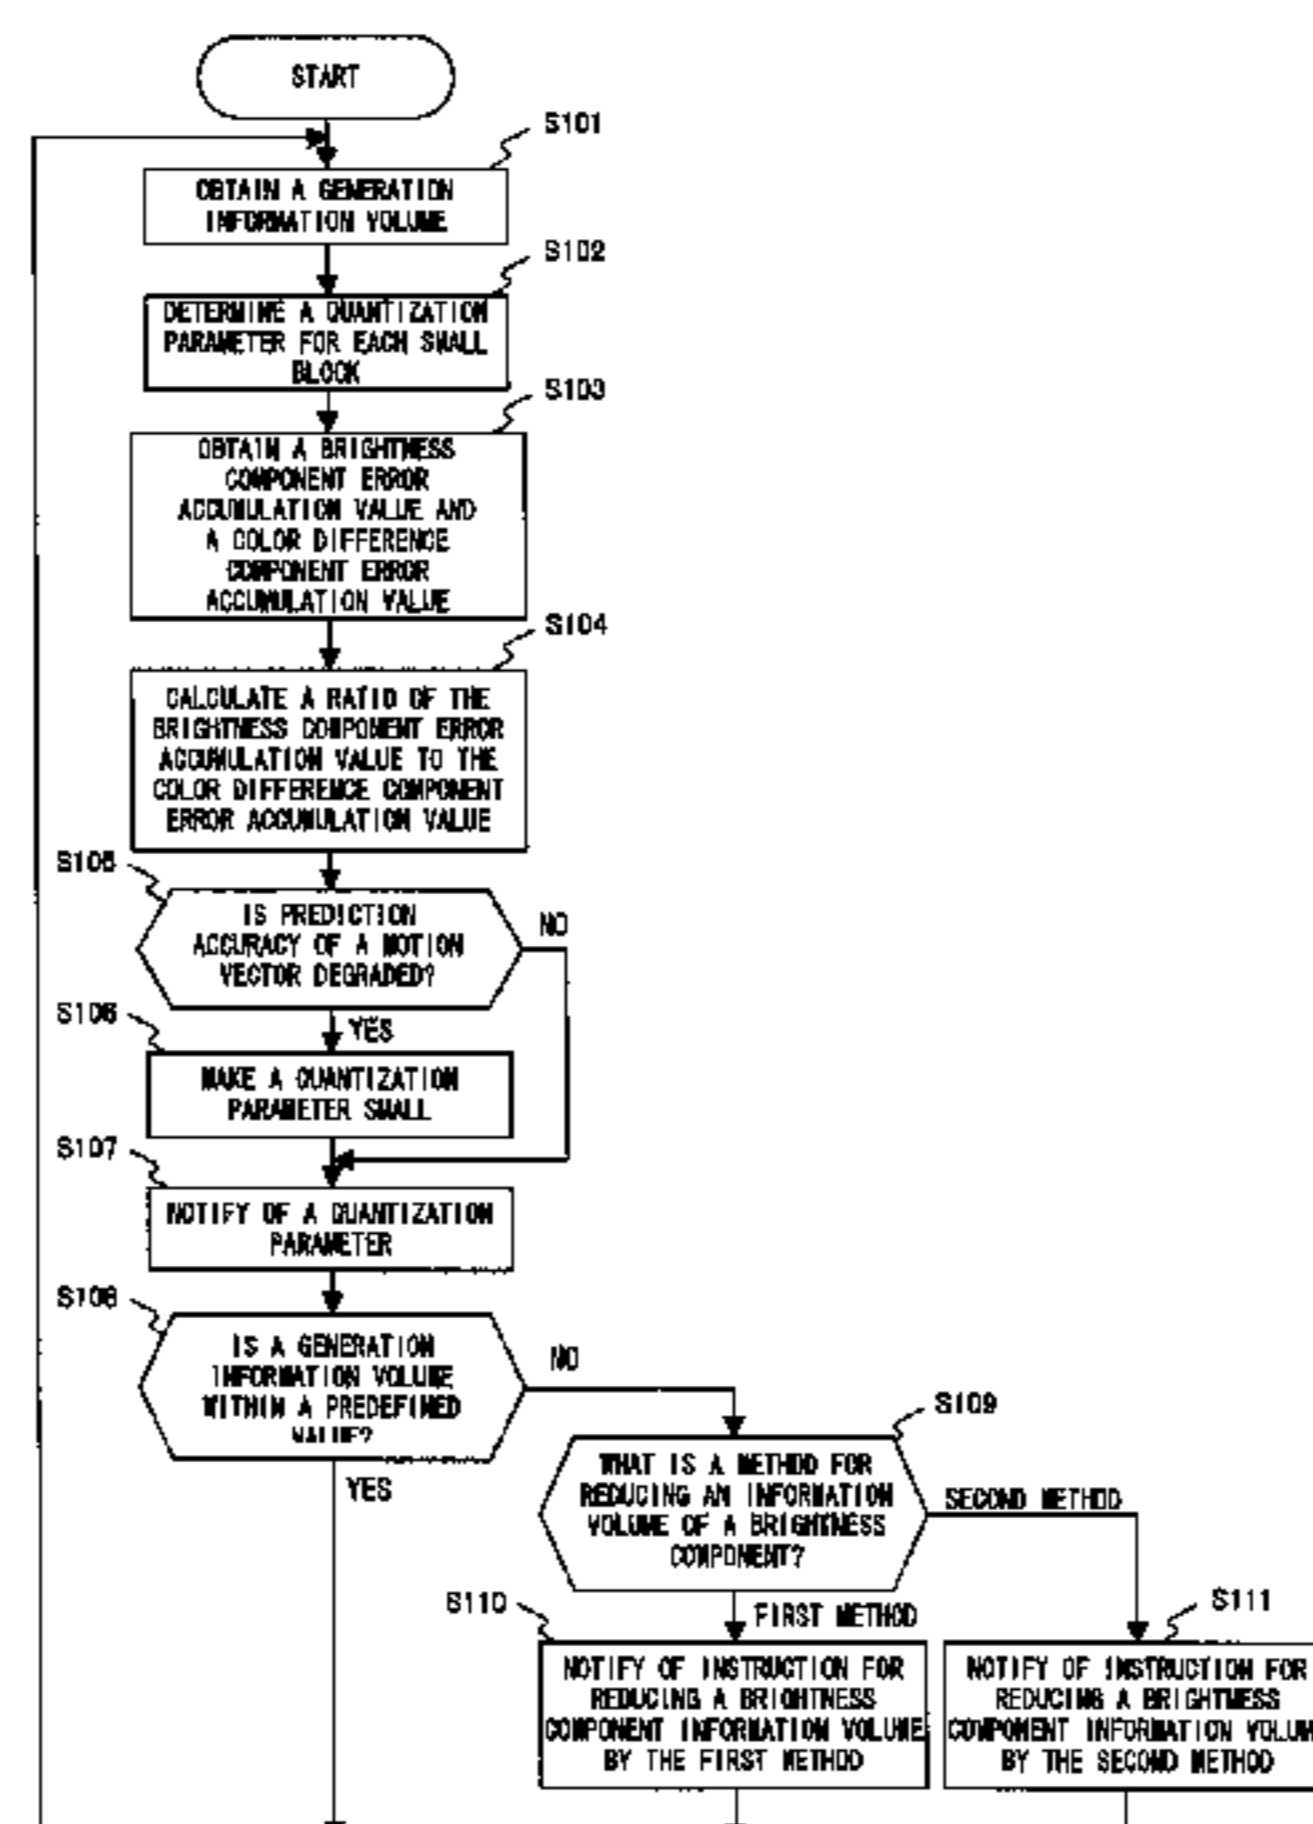 START
S101
OBTAIN A GENERATION
INFORMATION VOLUME
S102
DETERMINE A QUANTIZATION
PARAMETER FOR EACH SMALL
BLOCK
S103
OBTAIN A BRIGHTNESS
COMPONENT ERROR
ACCUMULATION VALUE AND
A COLOR DIFFERENCE
COMPONENT ERROR
ACCUMULATION VALUE
S104
CALCULATE A RATIO OF THE
BRIGHTNESS COMPONENT ERROR
ACCUMULATION VALUE TO THE
COLOR DIFFERENCE COMPONENT
ERROR ACCUMULATION VALUE
S105
IS PREDICTION
ACCURACY OF A MOTION
VECTOR DEGRADED?
NO
S106
YES
MAKE A QUANTIZATION
PARAMETER SMALL
S107
NOTIFY OF A QUANTIZATION
PARAMETER
S108
IS A GENERATION
INFORMATION VOLUME
WITHIN A PREDEFINED
VALUE?
NO
YES
S109
WHAT IS A METHOD FOR
REDUCING AN INFORMATION
VOLUME OF A BRIGHTNESS
COMPONENT?
SECOND METHOD
S110
FIRST METHOD
S111
NOTIFY OF INSTRUCTION FOR
REDUCING A BRIGHTNESS
COMPONENT INFORMATION VOLUME
BY THE FIRST METHOD
NOTIFY OF INSTRUCTION FOR
REDUCING A BRIGHTNESS
COMPONENT INFORMATION VOLUM
BY THE SECOND METHOD